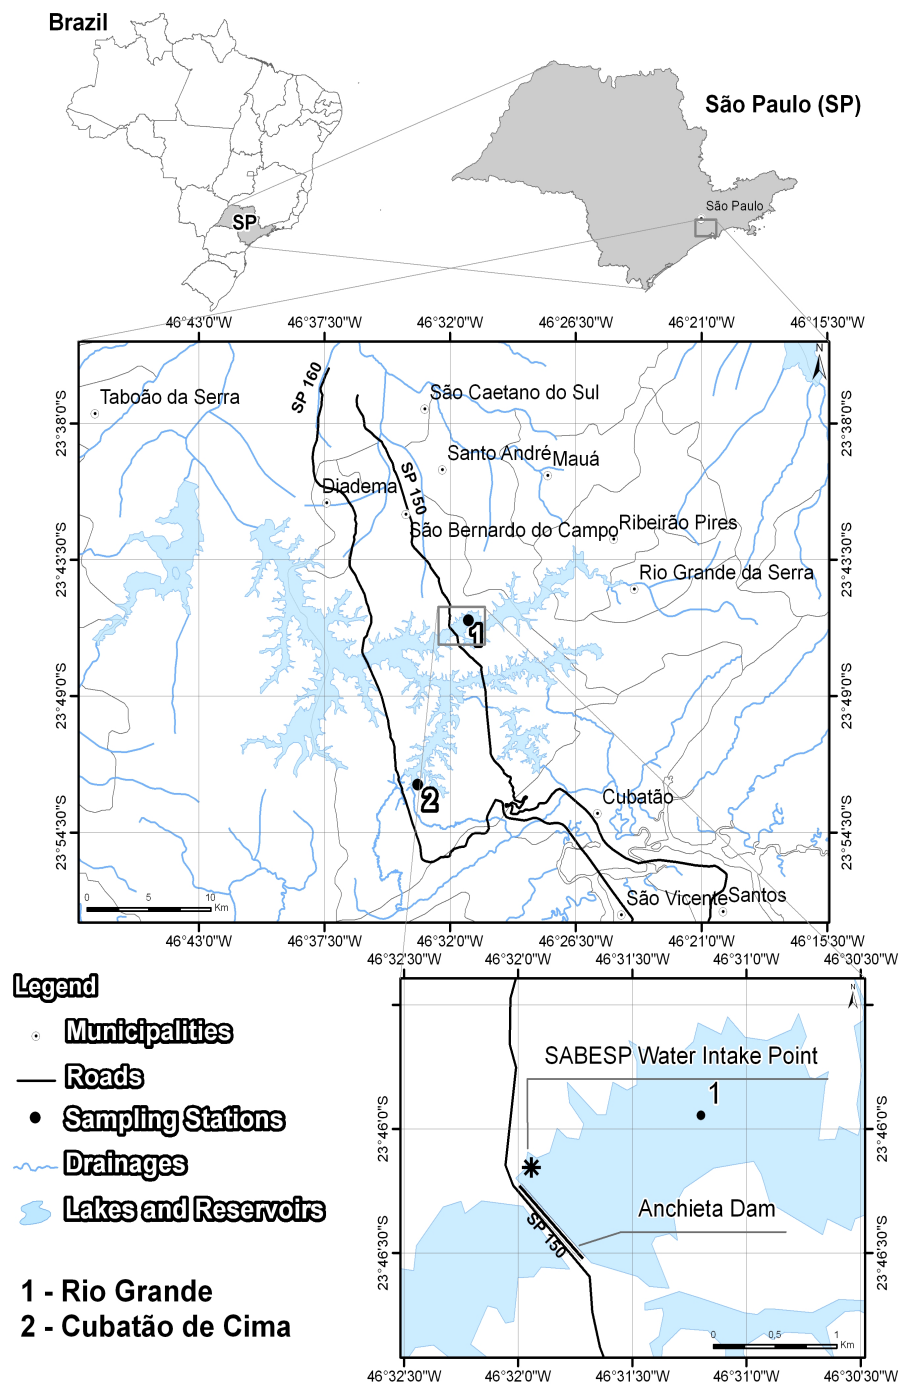 Brazil
São Paulo (SP)
SP
São Paulo
46°43'0"W 46°37'30"W 46°32'0"W 46°26'30"W 46°21'0"W 46°15'30"W
N
23°38'0"S 23°43'30"S 23°49'0"S 23°54'30"S
23°38'0"S 23°43'30"S 23°49'0"S 23°54'30"S
SP 160
Taboão da Serra
São Caetano do Sul
Santo André
Mauá
SP 150
Diadema
São Bernardo do Campo
Ribeirão Pires
Rio Grande da Serra
1
2
Cubatão
São Vicente
Santos
0 5 10
Km
46°43'0"W 46°37'30"W 46°32'0"W 46°26'30"W 46°21'0"W 46°15'30"W
46°32'30"W 46°32'0"W 46°31'30"W 46°31'0"W 46°30'30"W
N
Legend
Municipalities
Roads
Sampling Stations
Drainages
Lakes and Reservoirs
1 - Rio Grande
2 - Cubatão de Cima
SABESP Water Intake Point
1
23°46'0"S 23°46'30"S
23°46'0"S 23°46'30"S
Anchieta Dam
SP 150
0 0,5 1
Km
46°32'30"W 46°32'0"W 46°31'30"W 46°31'0"W 46°30'30"W